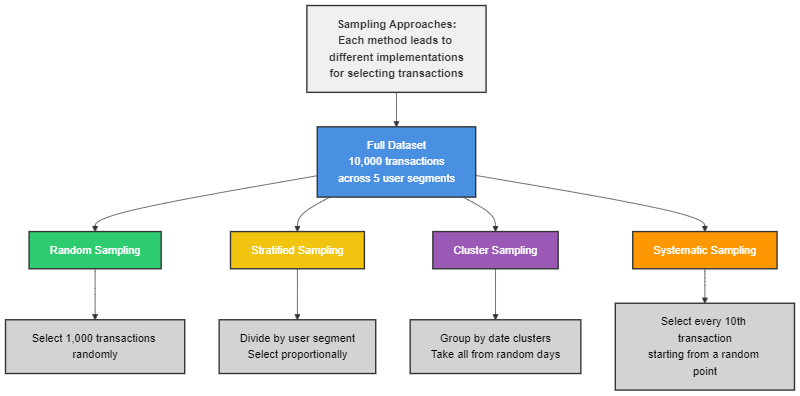 Sampling Approaches:
Each method leads to
different implementations
for selecting transactions
Full Dataset
10,000 transactions
across 5 user segments
Random Sampling
Stratified Sampling
Cluster Sampling
Systematic Sampling
Select 1,000 transactions
randomly
Divide by user segment
Select proportionally
Group by date clusters
Take all from random days
Select every 10th
transaction
starting from a random
point